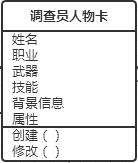 调查员人物卡
姓名
职业
武器
技能
背景信息
属性
创建（ ）
修改（ ）